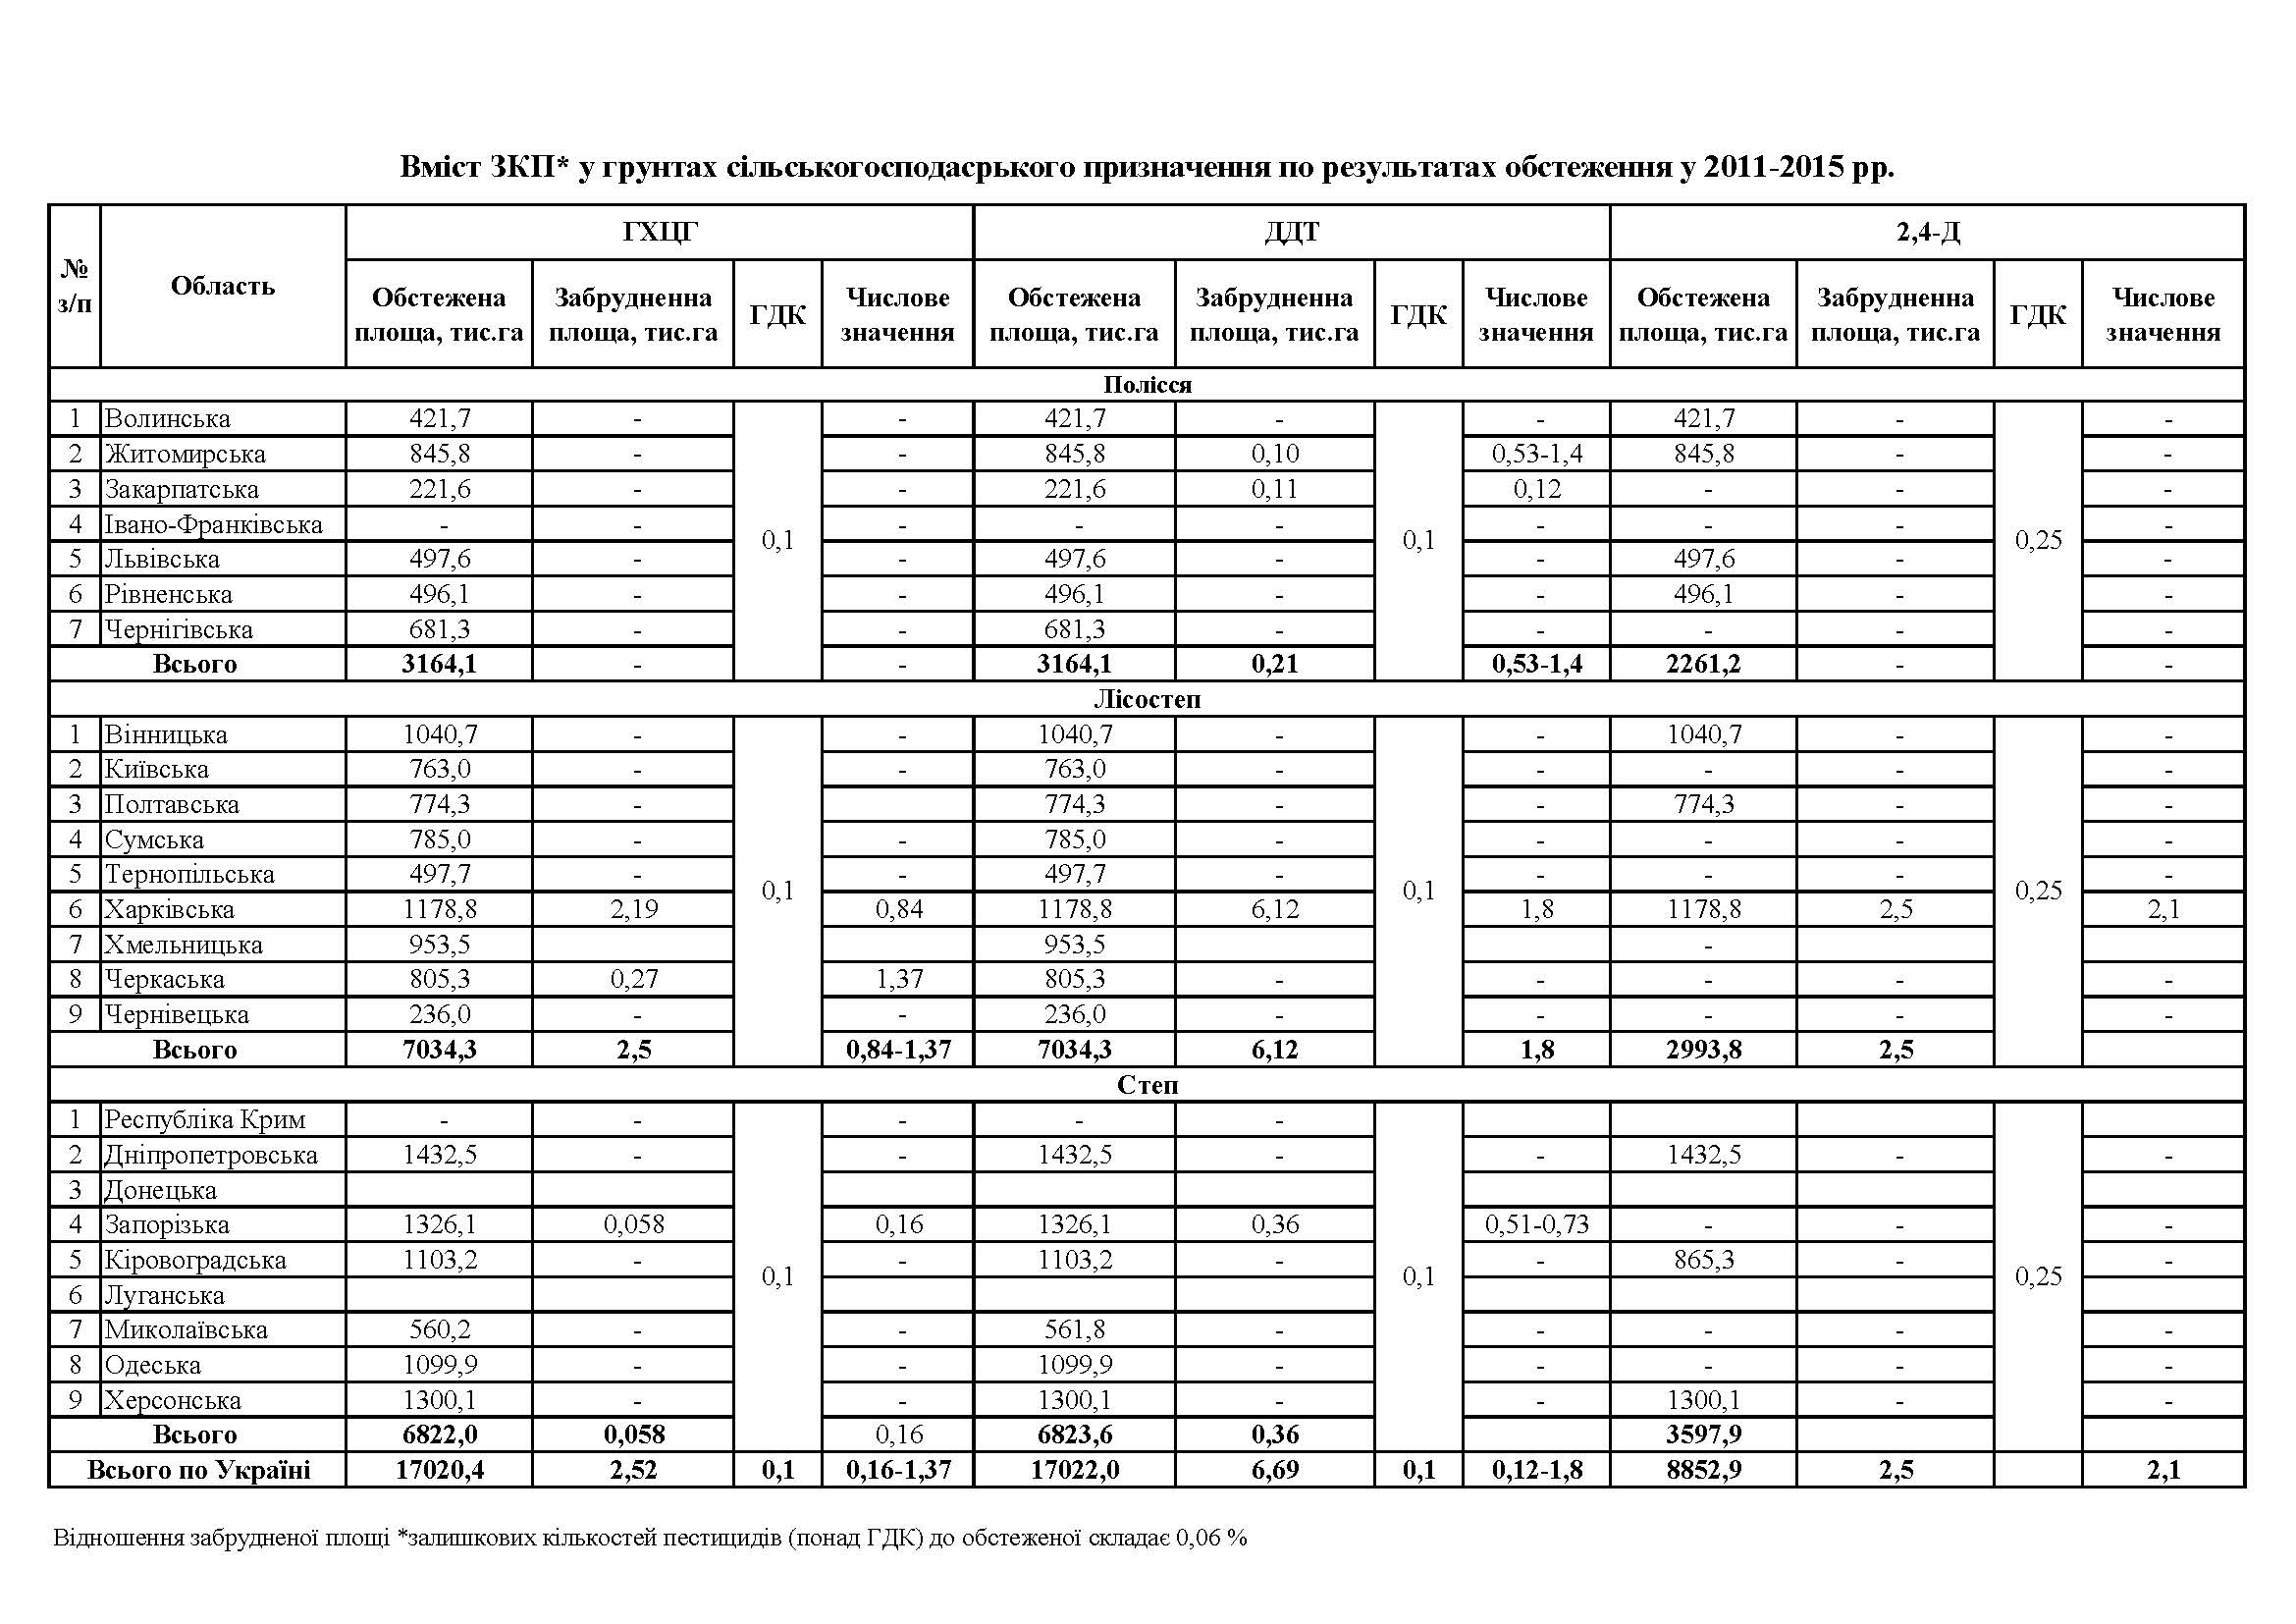 Вміст ЗКП* у грунтах сільськогосподасрького призначення по результатах обстеження у 2011-2015 рр.
№ з/п Область ГХЦГ ДДТ 2,4-Д
Обстежена площа, тис.га Забрудненна площа, тис.га ГДК Числове значення Обстежена площа, тис.га Забрудненна площа, тис.га ГДК Числове значення Обстежена площа, тис.га Забрудненна площа, тис.га ГДК Числове значення
Полісся
1 Волинська 421,7 - - 421,7 - - 421,7 - -
2 Житомирська 845,8 - - 845,8 0,10 0,53-1,4 845,8 - -
3 Закарпатська 221,6 - - 221,6 0,11 0,12 - - -
4 Івано-Франківська - - - - - - - - -
0,1 0,1 0,25
5 Львівська 497,6 - - 497,6 - - 497,6 - -
6 Рівненська 496,1 - - 496,1 - - 496,1 - -
7 Чернігівська 681,3 - - 681,3 - - - - -
Всього 3164,1 - - 3164,1 0,21 0,53-1,4 2261,2 - -
Лісостеп
1 Вінницька 1040,7 - - 1040,7 - - 1040,7 - -
2 Київська 763,0 - - 763,0 - - - - -
3 Полтавська 774,3 - 774,3 - - 774,3 - -
4 Сумська 785,0 - - 785,0 - - - - -
5 Тернопільська 497,7 - - 497,7 - - - - -
0,1 0,1 0,25
6 Харківська 1178,8 2,19 0,84 1178,8 6,12 1,8 1178,8 2,5 2,1
7 Хмельницька 953,5 953,5 -
8 Черкаська 805,3 0,27 1,37 805,3 - - - - -
9 Чернівецька 236,0 - - 236,0 - - - - -
Всього 7034,3 2,5 0,84-1,37 7034,3 6,12 1,8 2993,8 2,5
Степ
1 Республіка Крим - - - - -
2 Дніпропетровська 1432,5 - - 1432,5 - - 1432,5 - -
3 Донецька
4 Запорізька 1326,1 0,058 0,16 1326,1 0,36 0,51-0,73 - - -
5 Кіровоградська 1103,2 - - 1103,2 - - 865,3 - -
0,1 0,1 0,25
6 Луганська
7 Миколаївська 560,2 - - 561,8 - - - - -
8 Одеська 1099,9 - - 1099,9 - - - - -
9 Херсонська 1300,1 - - 1300,1 - - 1300,1 - -
Всього 6822,0 0,058 0,16 6823,6 0,36 3597,9
Всього по Україні 17020,4 2,52 0,1 0,16-1,37 17022,0 6,69 0,1 0,12-1,8 8852,9 2,5 2,1
Відношення забрудненої площі *залишкових кількостей пестицидів (понад ГДК) до обстеженої складає 0,06 %